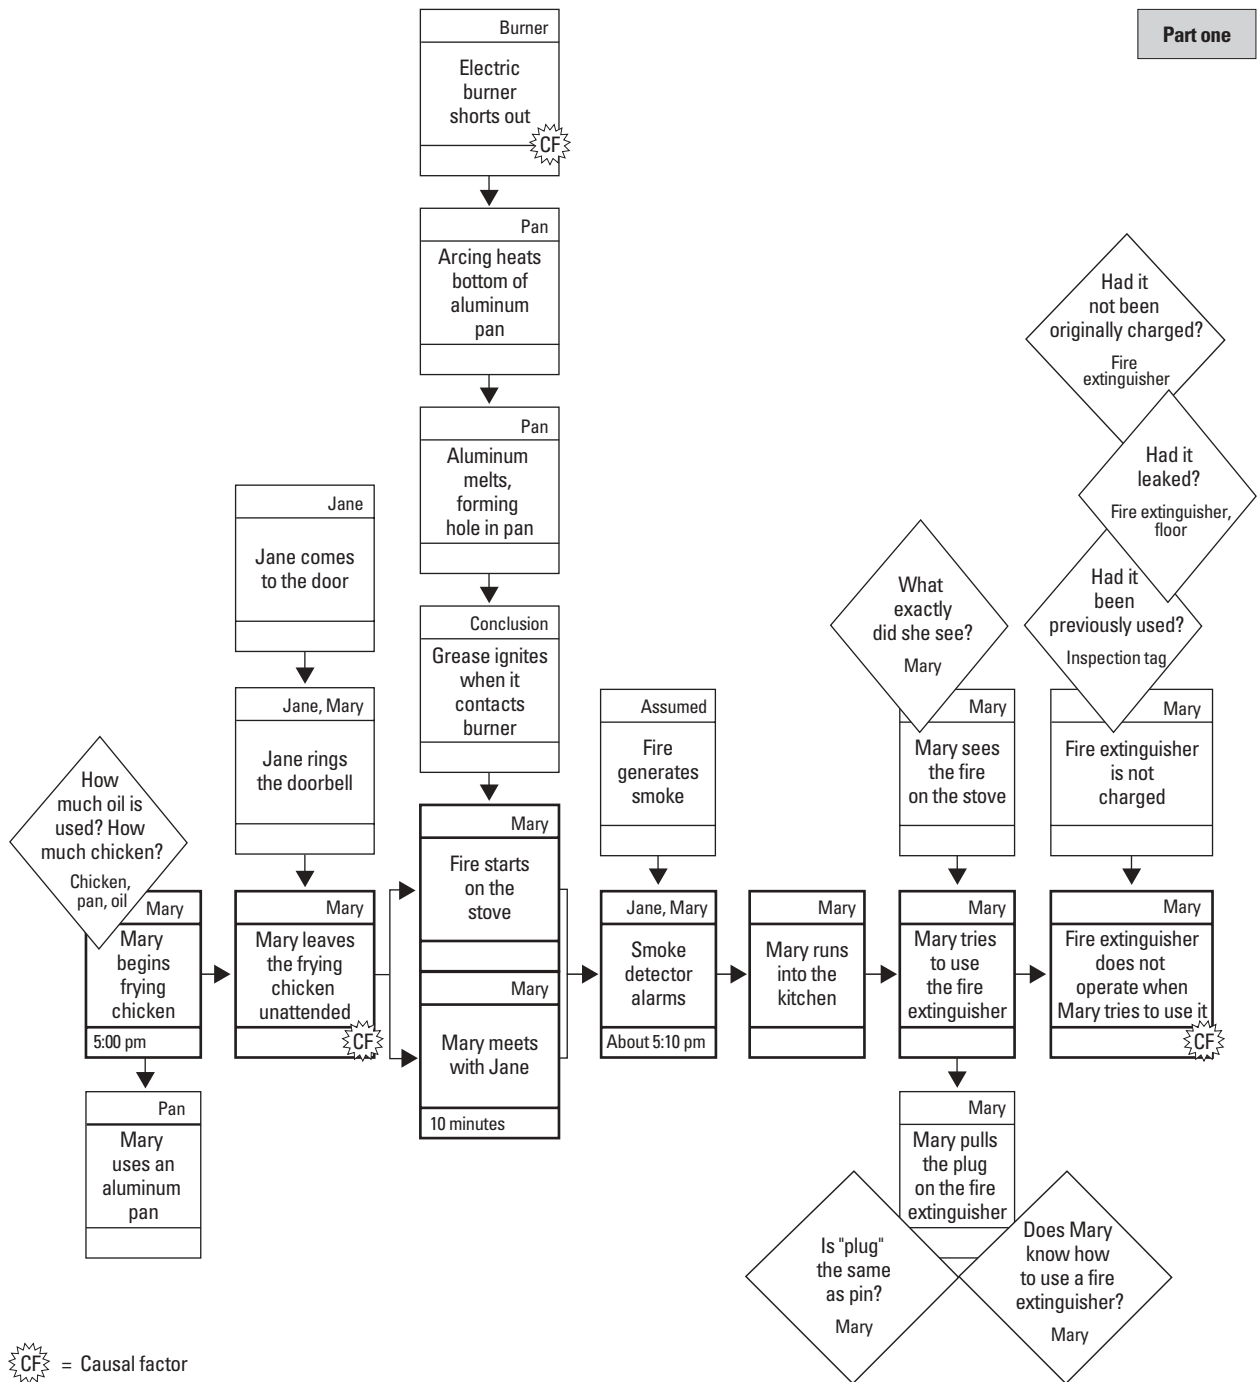 Part one
Burner
Electric
burner
shorts out
CF
Pan
Arcing heats
bottom of
aluminum
pan
Pan
Aluminum
melts,
forming
hole in pan
Conclusion
Grease ignites
when it
contacts
burner
Jane
Jane comes
to the door
Jane, Mary
Jane rings
the doorbell
How
much oil is
used? How
much chicken?
Chicken,
pan, oil
Mary
Mary
begins
frying
chicken
5:00 pm
Pan
Mary
uses an
aluminum
pan
Mary
Mary leaves
the frying
chicken
unattended
CF
Mary
Fire starts
on the
stove
Mary
Mary meets
with Jane
10 minutes
Assumed
Fire
generates
smoke
Jane, Mary
Smoke
detector
alarms
About 5:10 pm
Mary
Mary runs
into the
kitchen
What
exactly
did she see?
Mary
Mary
Mary sees
the fire
on the stove
Mary
Mary tries
to use
the fire
extinguisher
Mary
Mary pulls
the plug
on the fire
extinguisher
Is "plug"
the same
as pin?
Mary
Does Mary
know how
to use a fire
extinguisher?
Mary
Had it
not been
originally charged?
Fire
extinguisher
Had it
leaked?
Fire extinguisher,
floor
Had it
been
previously used?
Inspection tag
Mary
Fire extinguisher
is not
charged
Mary
Fire extinguisher
does not
operate when
Mary tries to use it
CF
CF = Causal factor